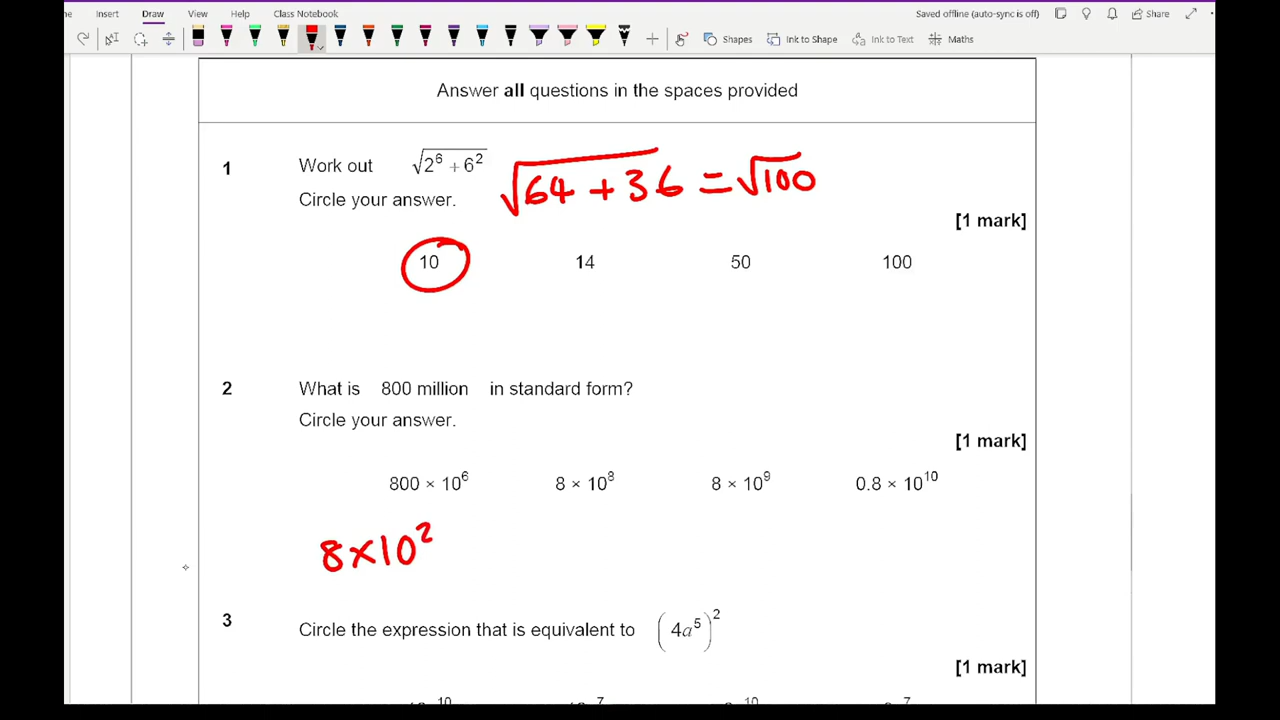 Insert Draw View Help Class Notebook Saved offline (auto-sync is off) Share
Shapes Ink to Shape Ink to Text Maths
Answer all questions in the spaces provided
1 Work out √(2⁶ + 6²) √(64 + 36) = √100
Circle your answer.
[1 mark]
10 14 50 100
2 What is 800 million in standard form?
Circle your answer.
[1 mark]
800 × 10⁶ 8 × 10⁸ 8 × 10⁹ 0.8 × 10¹⁰
8×10²
3 Circle the expression that is equivalent to (4a⁵)²
[1 mark]